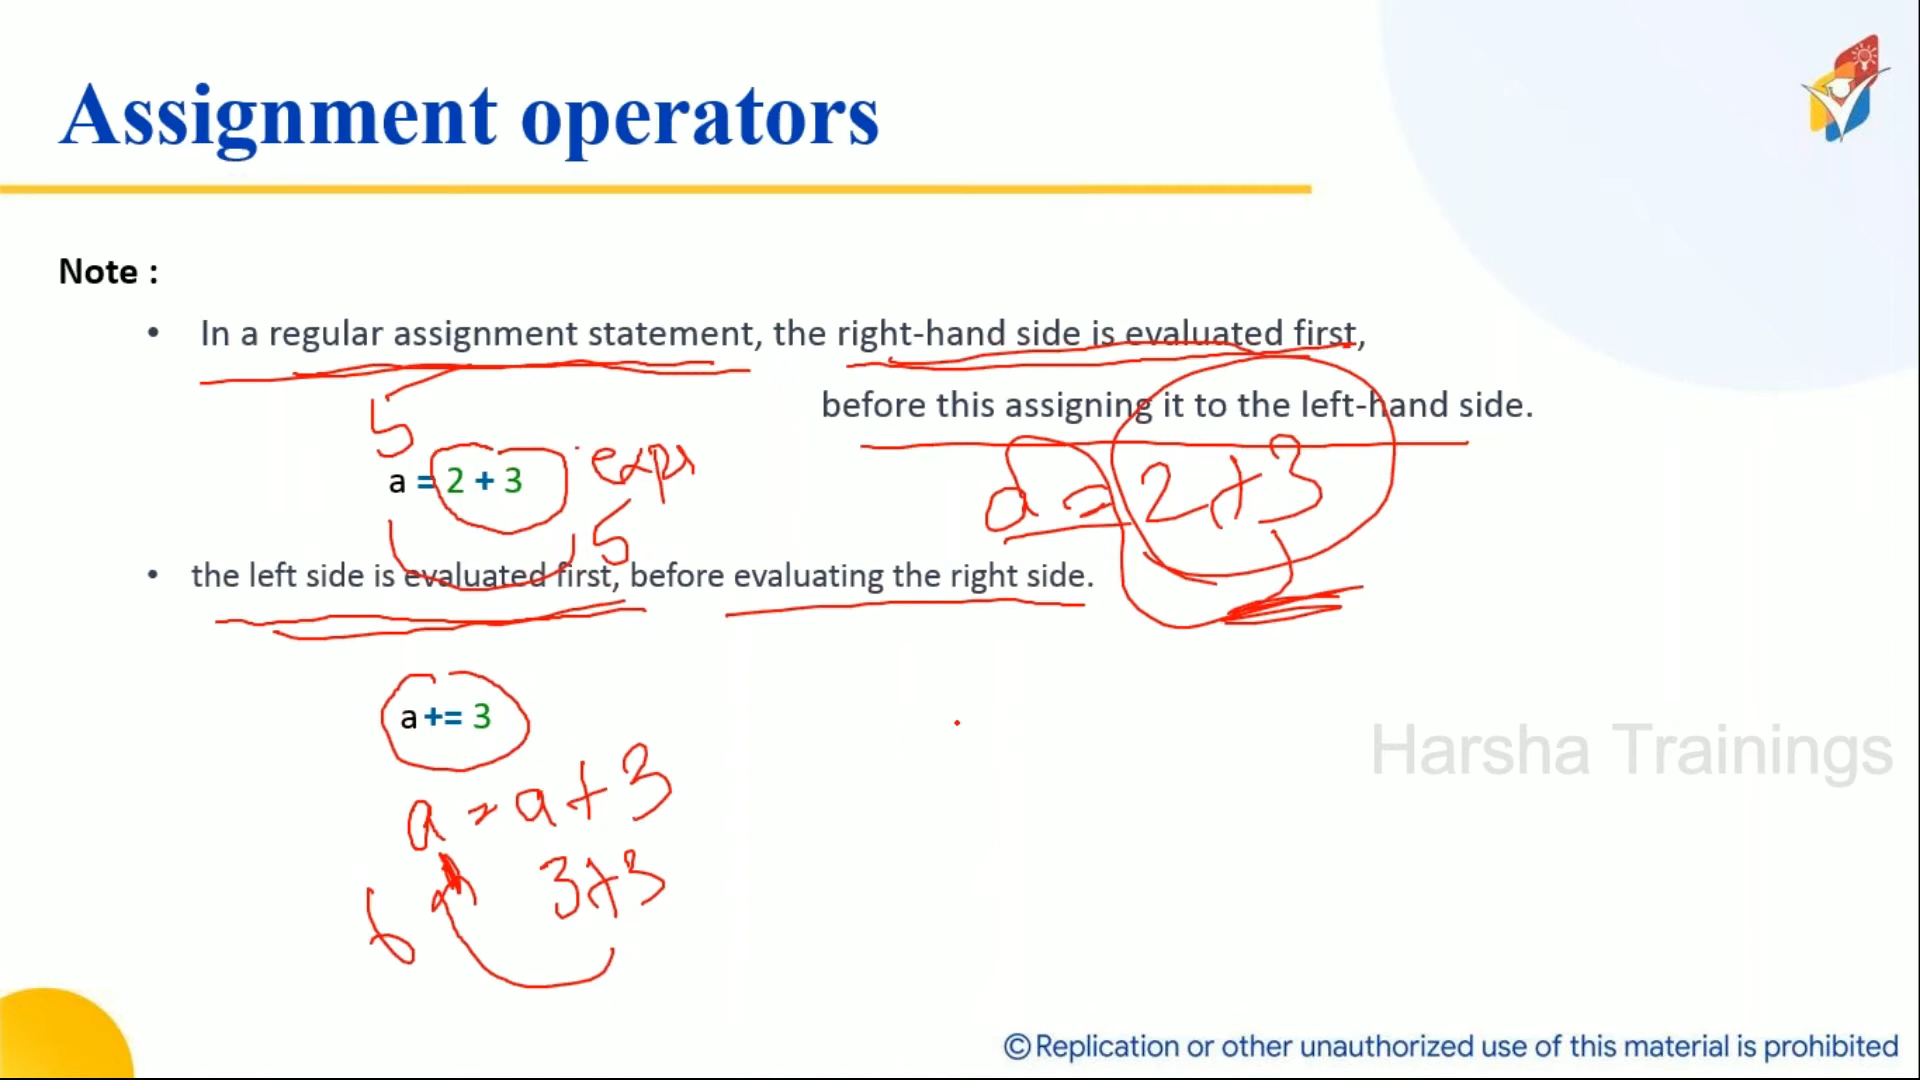 Assignment operators
Note :
• In a regular assignment statement, the right-hand side is evaluated first,
before this assigning it to the left-hand side.
5
a = 2 + 3 expr
a = 2+3
5
• the left side is evaluated first, before evaluating the right side.
a += 3
a = a+3
3+3
6
Harsha Trainings
© Replication or other unauthorized use of this material is prohibited